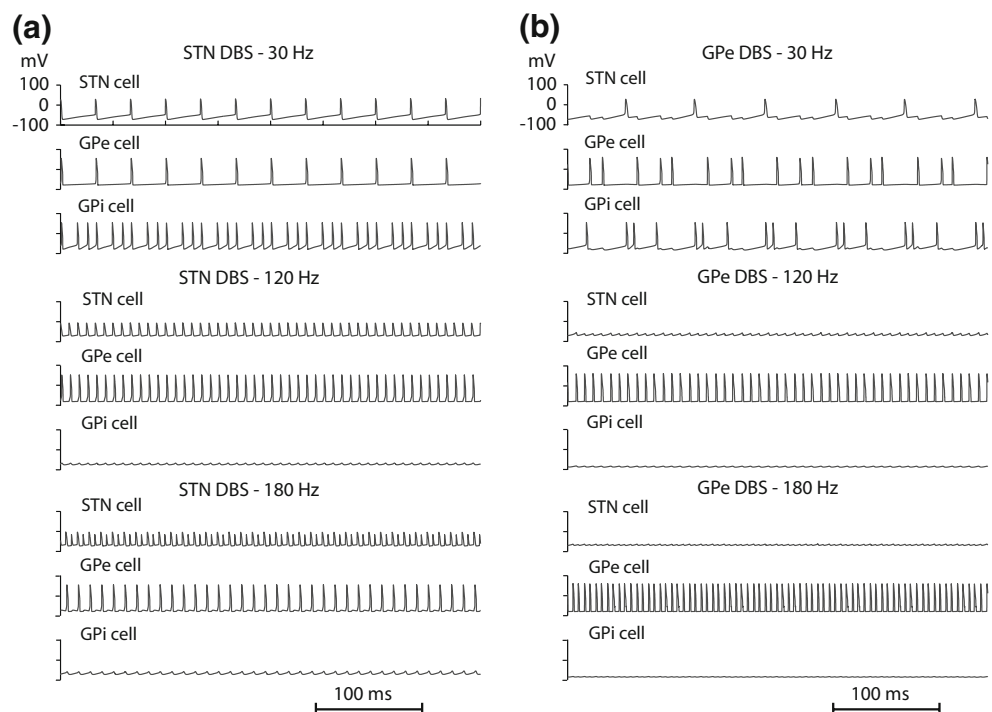 (a)
STN DBS - 30 Hz
mV
STN cell
100
0
-100
GPe cell
GPi cell
STN DBS - 120 Hz
STN cell
GPe cell
GPi cell
STN DBS - 180 Hz
STN cell
GPe cell
GPi cell
100 ms
(b)
GPe DBS - 30 Hz
mV
STN cell
100
0
-100
GPe cell
GPi cell
GPe DBS - 120 Hz
STN cell
GPe cell
GPi cell
GPe DBS - 180 Hz
STN cell
GPe cell
GPi cell
100 ms